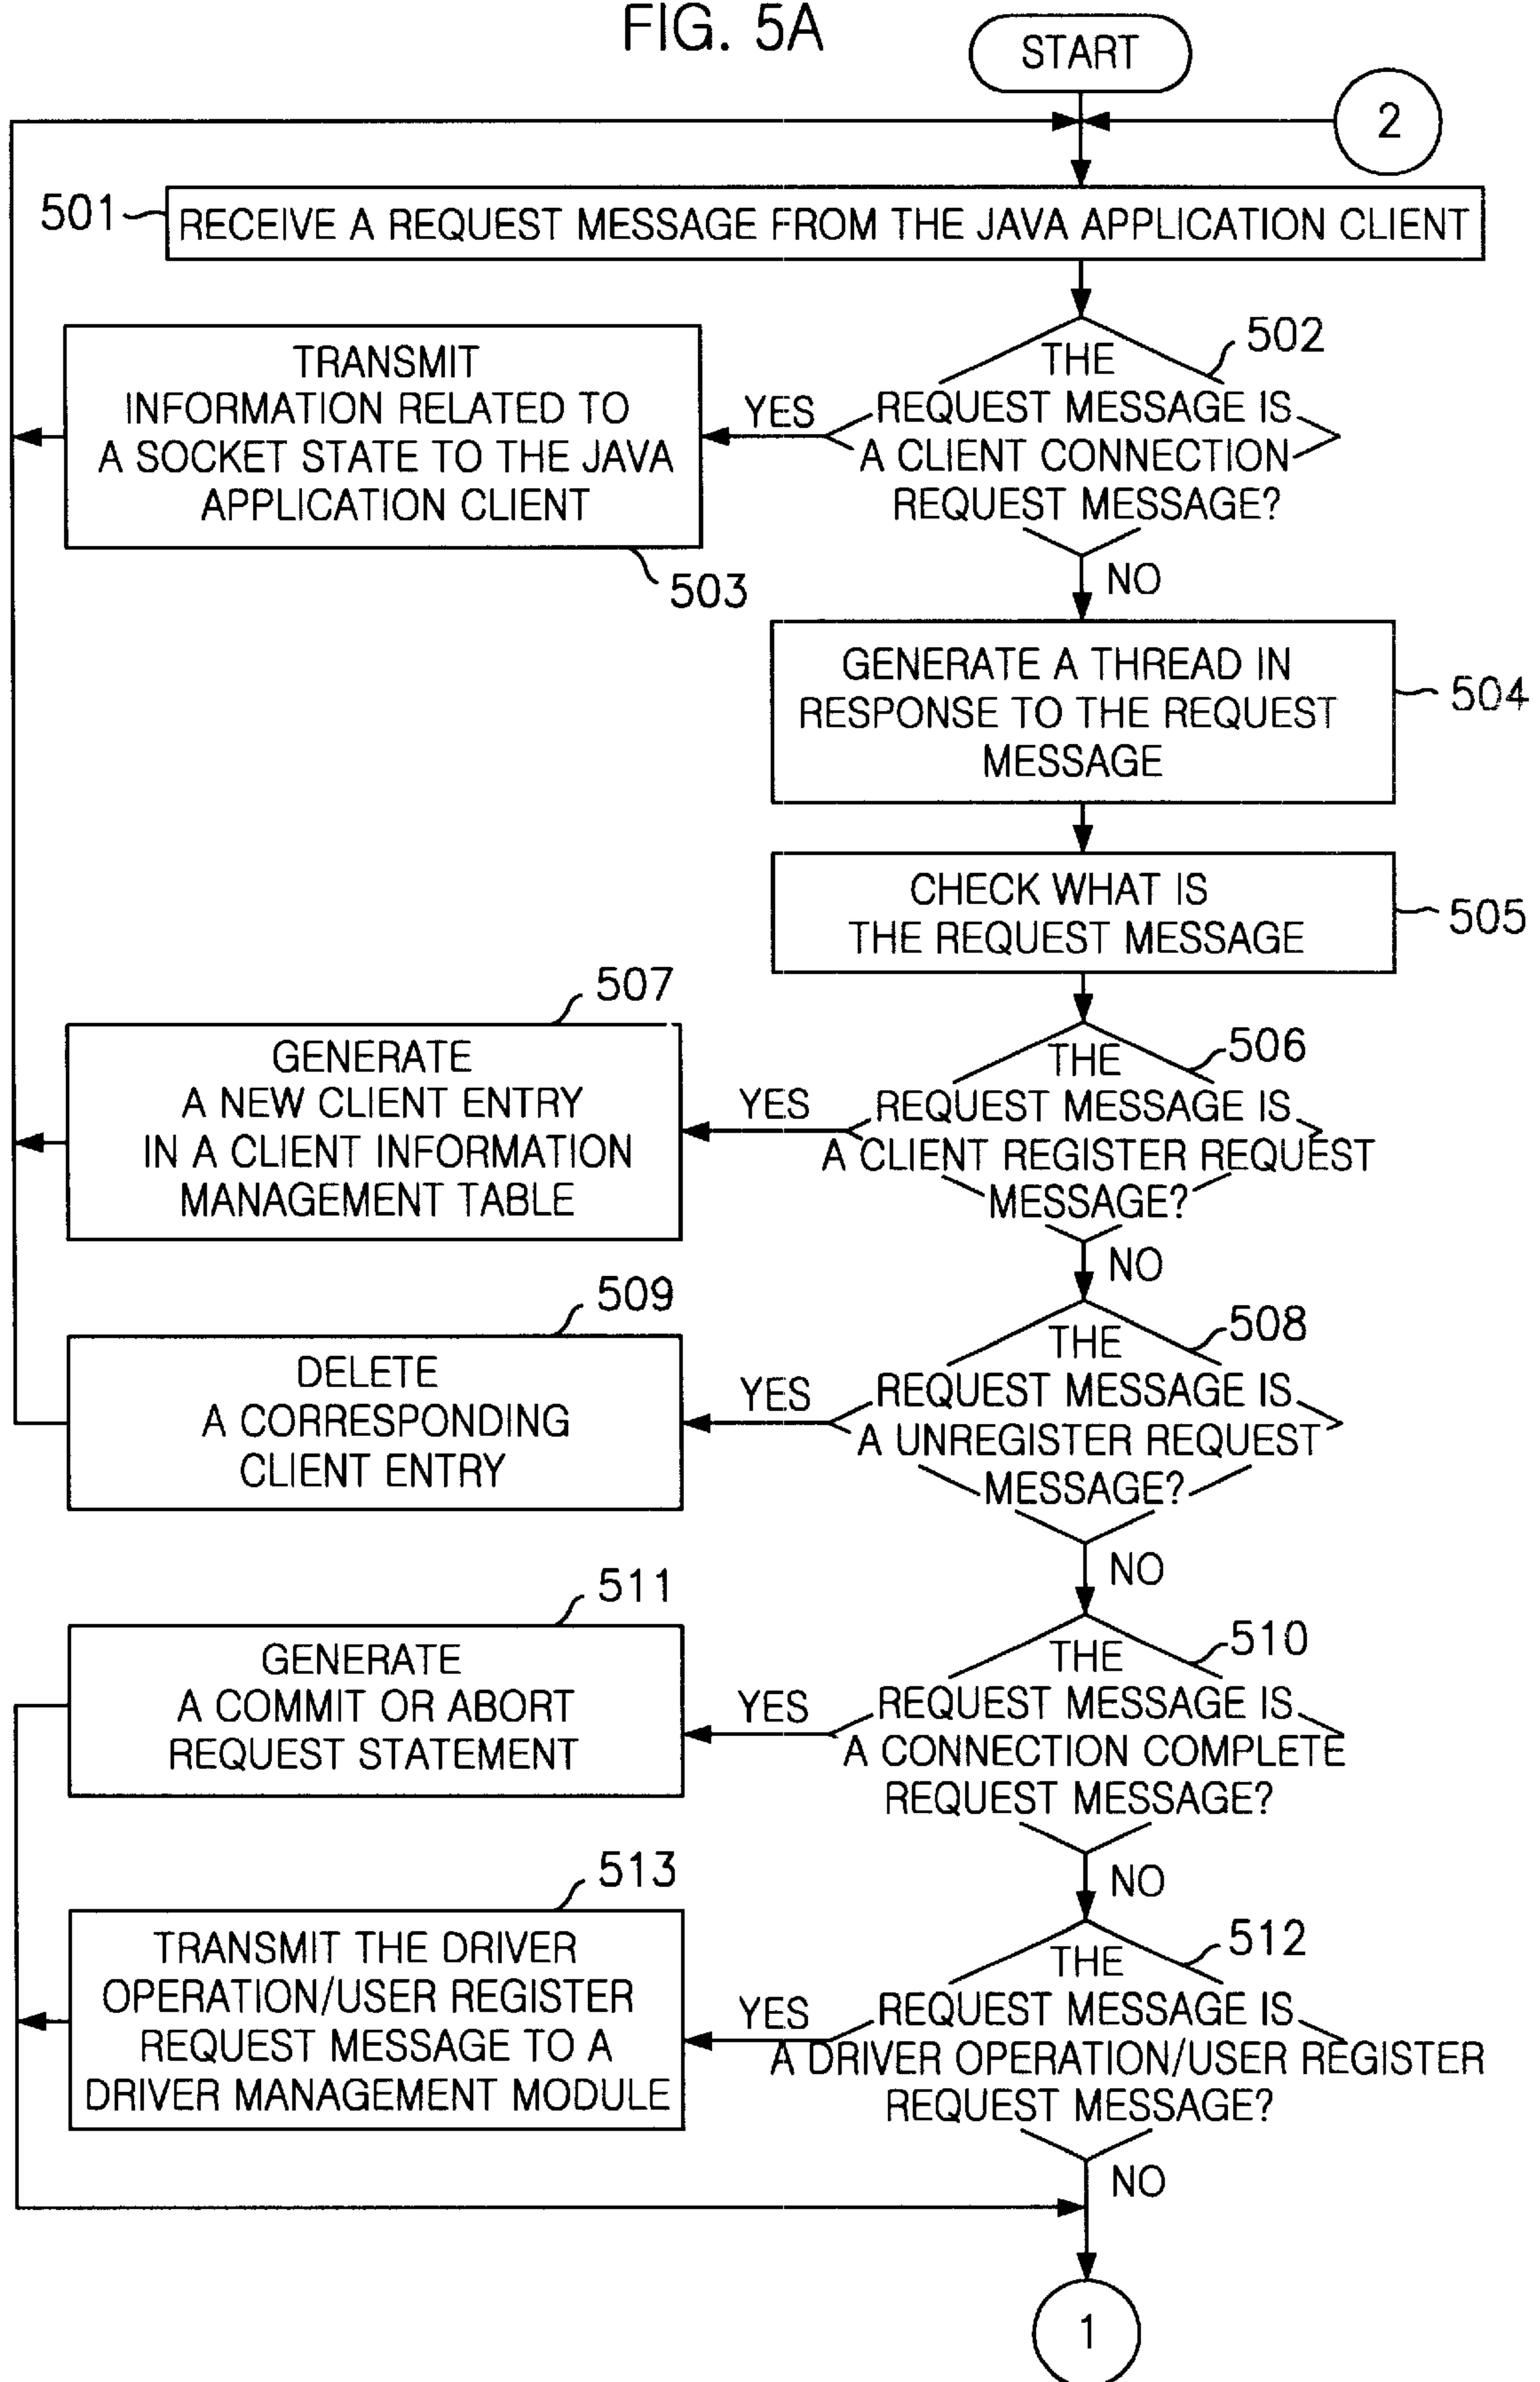 FIG. 5A
START
2
501
RECEIVE A REQUEST MESSAGE FROM THE JAVA APPLICATION CLIENT
502
THE
REQUEST MESSAGE IS
A CLIENT CONNECTION
REQUEST MESSAGE?
YES
TRANSMIT
INFORMATION RELATED TO
A SOCKET STATE TO THE JAVA
APPLICATION CLIENT
503
NO
GENERATE A THREAD IN
RESPONSE TO THE REQUEST
MESSAGE
504
CHECK WHAT IS
THE REQUEST MESSAGE
505
506
THE
REQUEST MESSAGE IS
A CLIENT REGISTER REQUEST
MESSAGE?
YES
507
GENERATE
A NEW CLIENT ENTRY
IN A CLIENT INFORMATION
MANAGEMENT TABLE
NO
508
THE
REQUEST MESSAGE IS
A UNREGISTER REQUEST
MESSAGE?
YES
509
DELETE
A CORRESPONDING
CLIENT ENTRY
NO
510
THE
REQUEST MESSAGE IS
A CONNECTION COMPLETE
REQUEST MESSAGE?
YES
511
GENERATE
A COMMIT OR ABORT
REQUEST STATEMENT
NO
512
THE
REQUEST MESSAGE IS
A DRIVER OPERATION/USER REGISTER
REQUEST MESSAGE?
YES
513
TRANSMIT THE DRIVER
OPERATION/USER REGISTER
REQUEST MESSAGE TO A
DRIVER MANAGEMENT MODULE
NO
1